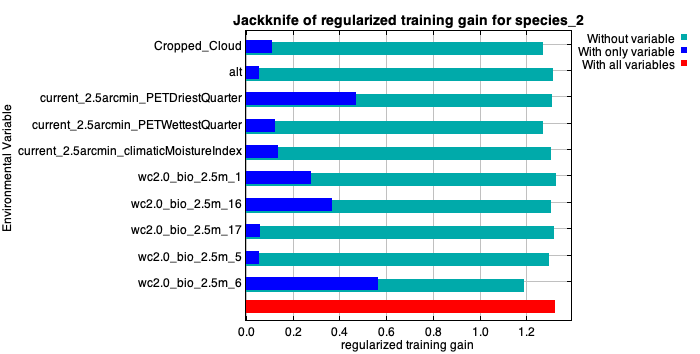 Jackknife of regularized training gain for species_2
Without variable
With only variable
With all variables
Environmental Variable
Cropped_Cloud
alt
current_2.5arcmin_PETDriestQuarter
current_2.5arcmin_PETWettestQuarter
current_2.5arcmin_climaticMoistureIndex
wc2.0_bio_2.5m_1
wc2.0_bio_2.5m_16
wc2.0_bio_2.5m_17
wc2.0_bio_2.5m_5
wc2.0_bio_2.5m_6
0.0 0.2 0.4 0.6 0.8 1.0 1.2
regularized training gain